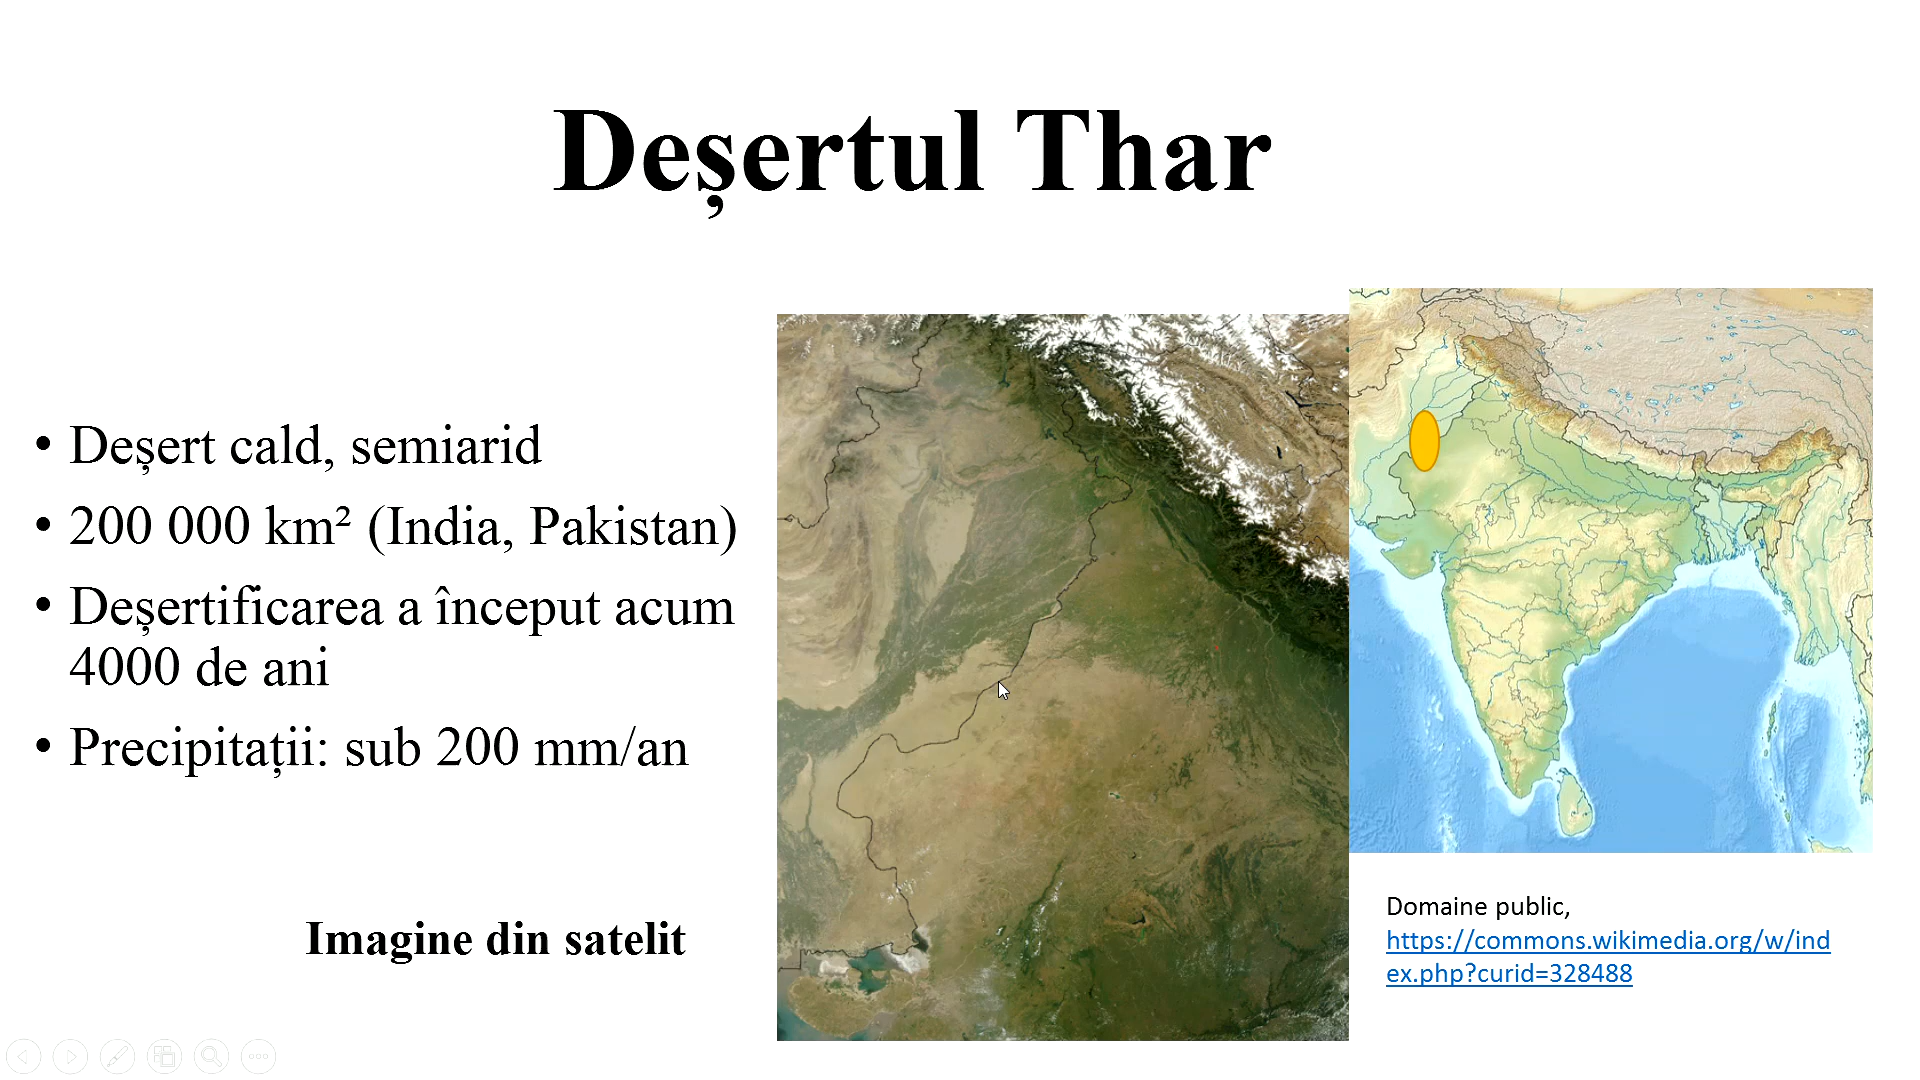 Deșertul Thar
• Deșert cald, semiarid
• 200 000 km² (India, Pakistan)
• Deșertificarea a început acum
4000 de ani
• Precipitații: sub 200 mm/an
Imagine din satelit
Domaine public,
https://commons.wikimedia.org/w/ind
ex.php?curid=328488